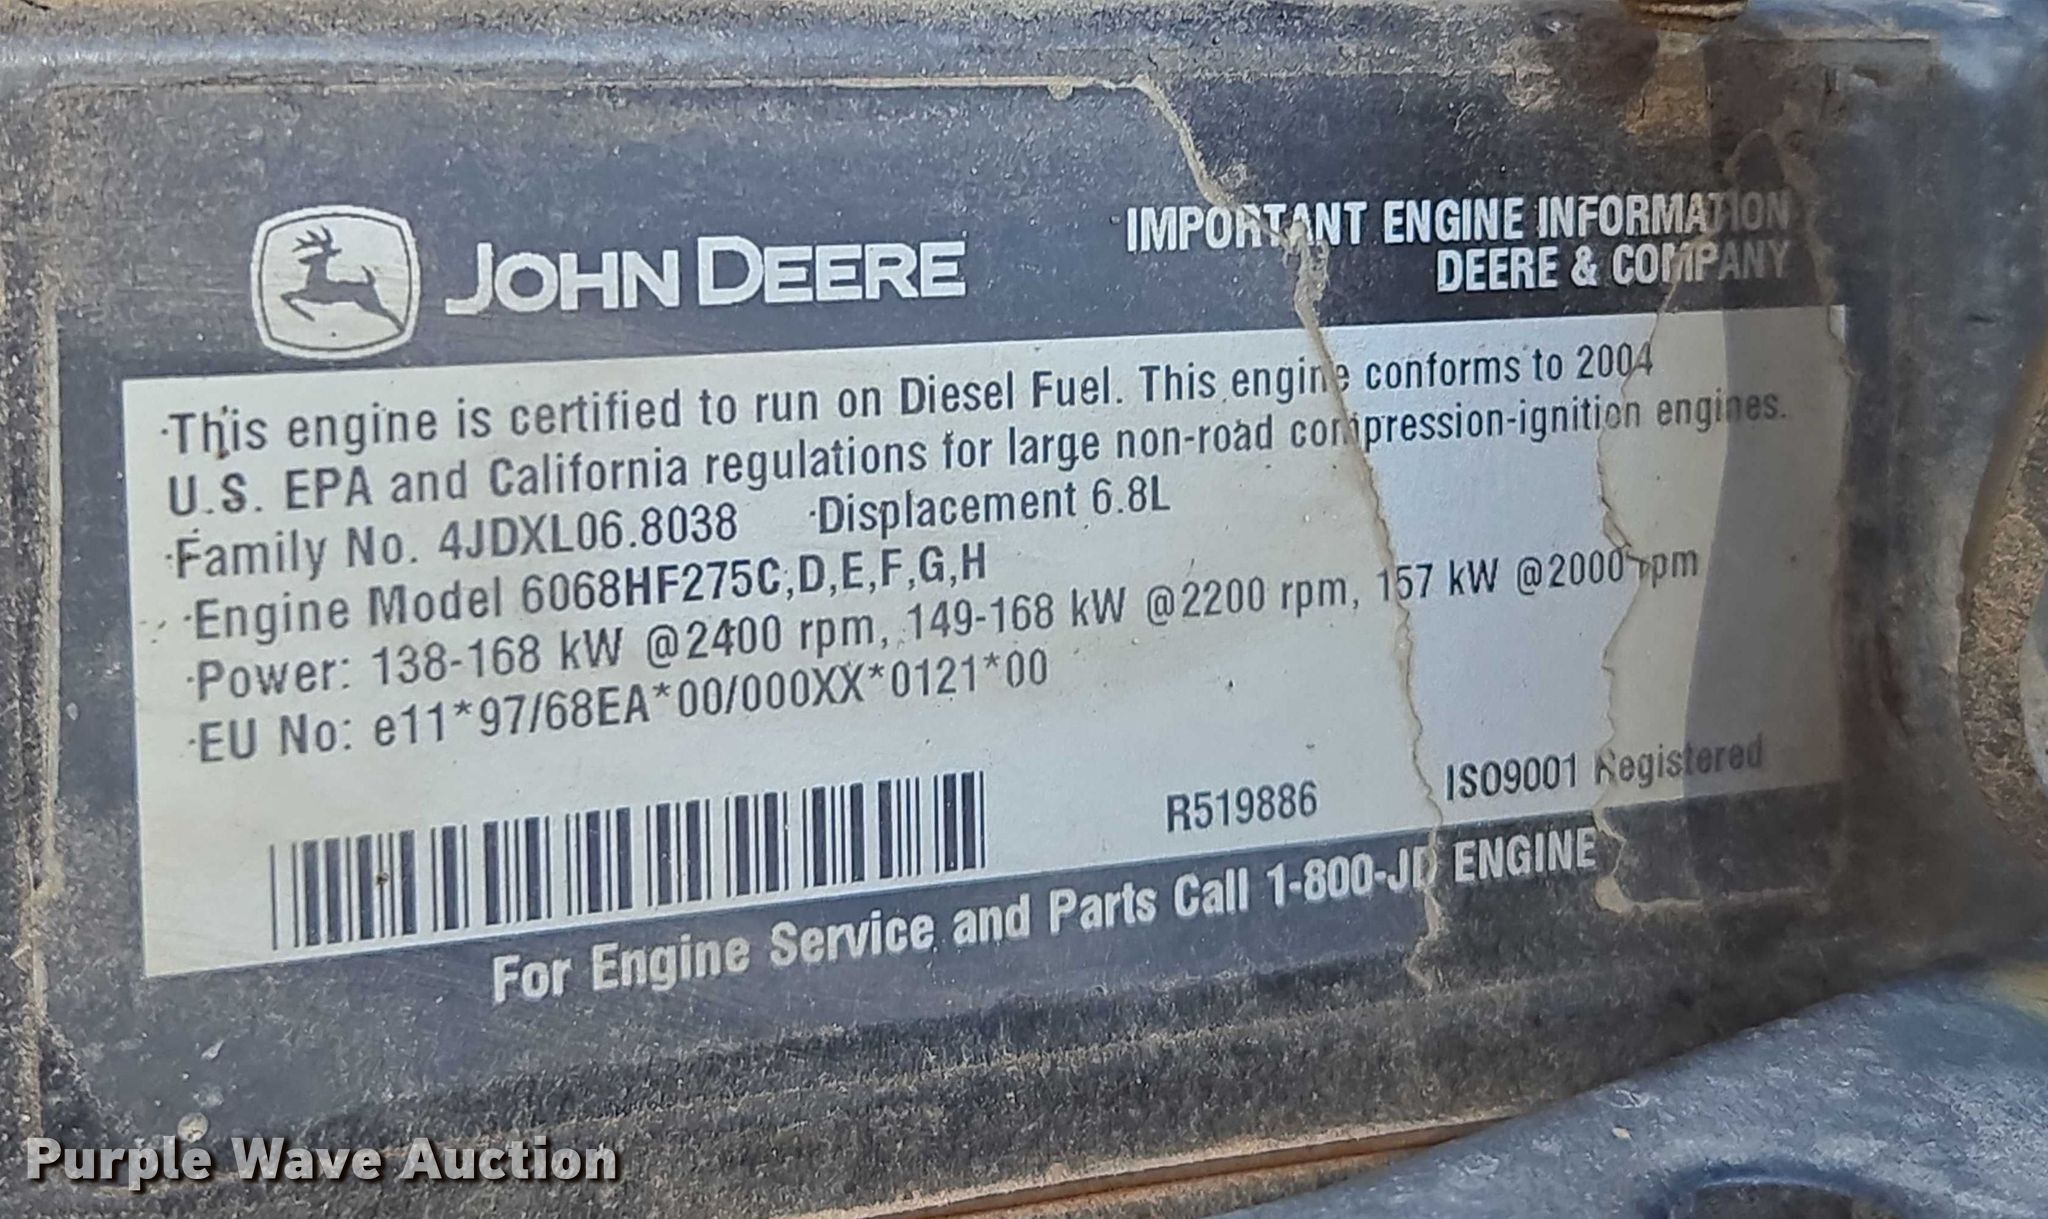 JOHN DEERE
IMPORTANT ENGINE INFORMATION
DEERE & COMPANY
·This engine is certified to run on Diesel Fuel. This engine conforms to 2004
U.S. EPA and California regulations for large non-road compression-ignition engines.
·Family No. 4JDXL06.8038 ·Displacement 6.8L
·Engine Model 6068HF275C,D,E,F,G,H
·Power: 138-168 kW @2400 rpm, 149-168 kW @2200 rpm, 157 kW @2000 rpm
·EU No: e11*97/68EA*00/000XX*0121*00
R519886 ISO9001 Registered
For Engine Service and Parts Call 1-800-JD ENGINE
Purple Wave Auction